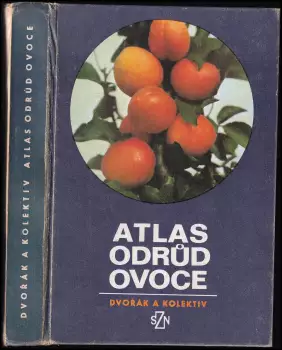 DVOŘÁK A KOLEKTIV ATLAS ODRŮD OVOCE
ATLAS
ODRŮD
OVOCE
DVOŘÁK A KOLEKTIV
SZN